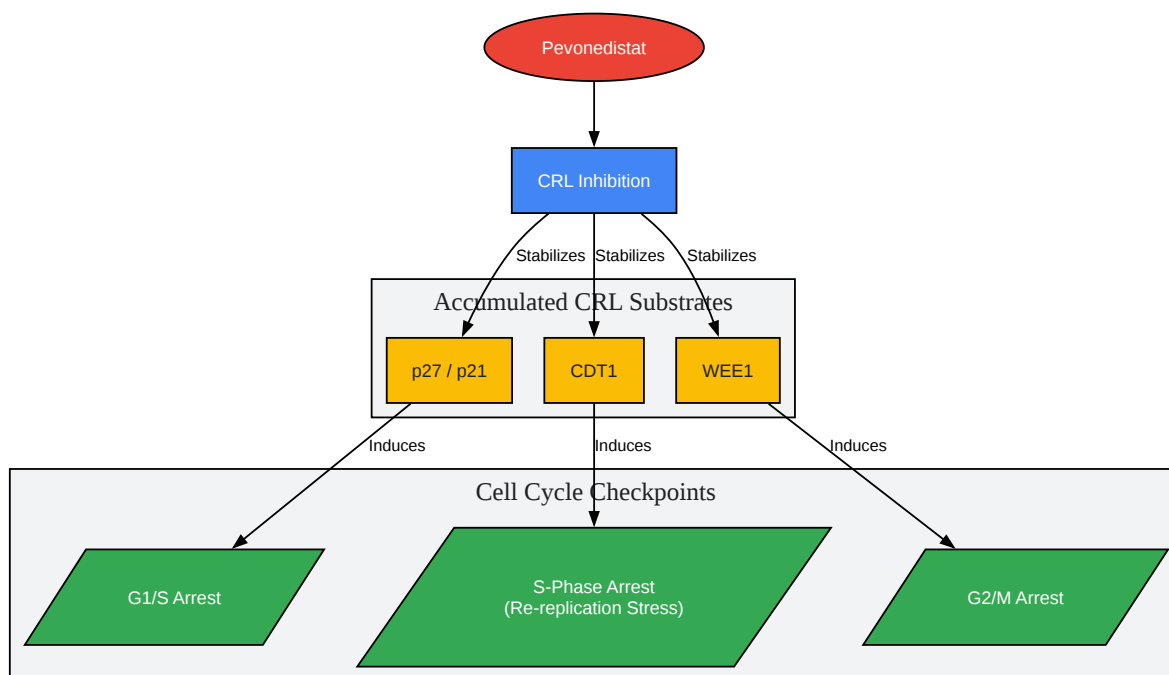 Pevonedistat
CRL Inhibition
Stabilizes
Stabilizes
Stabilizes
Accumulated CRL Substrates
p27 / p21
CDT1
WEE1
Induces
Induces
Induces
Cell Cycle Checkpoints
G1/S Arrest
S-Phase Arrest
(Re-replication Stress)
G2/M Arrest